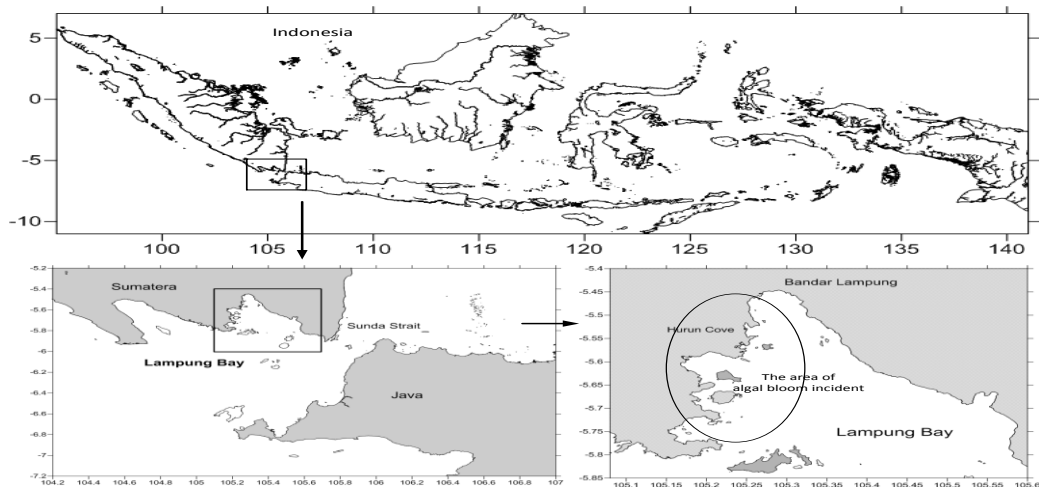 Indonesia
5
0
-5
-10
100 105 110 115 120 125 130 135 140
-5.2
-5.4
-5.6
-5.8
-6
-6.2
-6.4
-6.6
-6.8
-7
-7.2
Sumatera
Sunda Strait
Lampung Bay
Java
104.2 104.4 104.6 104.8 105 105.2 105.4 105.6 105.8 106 106.2 106.4 106.6 106.8 107
-5.4
-5.45
-5.5
-5.55
-5.6
-5.65
-5.7
-5.75
-5.8
-5.85
Bandar Lampung
Hurun Cove
The area of
algal bloom incident
Lampung Bay
105.1 105.15 105.2 105.25 105.3 105.35 105.4 105.45 105.5 105.55 105.6